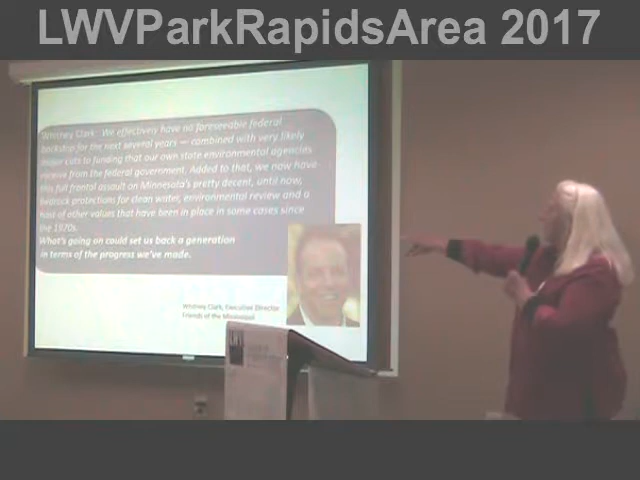 LWVParkRapidsArea 2017
Whitney Clark: We effectively have no foreseeable federal
backstop for the next several years — combined with very likely
major cuts to funding that our own state environmental agencies
receive from the federal government. Added to that, we now have
this full frontal assault on Minnesota's pretty decent, until now,
bedrock protections for clean water, environmental review and a
host of other values that have been in place in some cases since
the 1970s.
What's going on could set us back a generation
in terms of the progress we've made.
Whitney Clark, Executive Director
Friends of the Mississippi
LWV